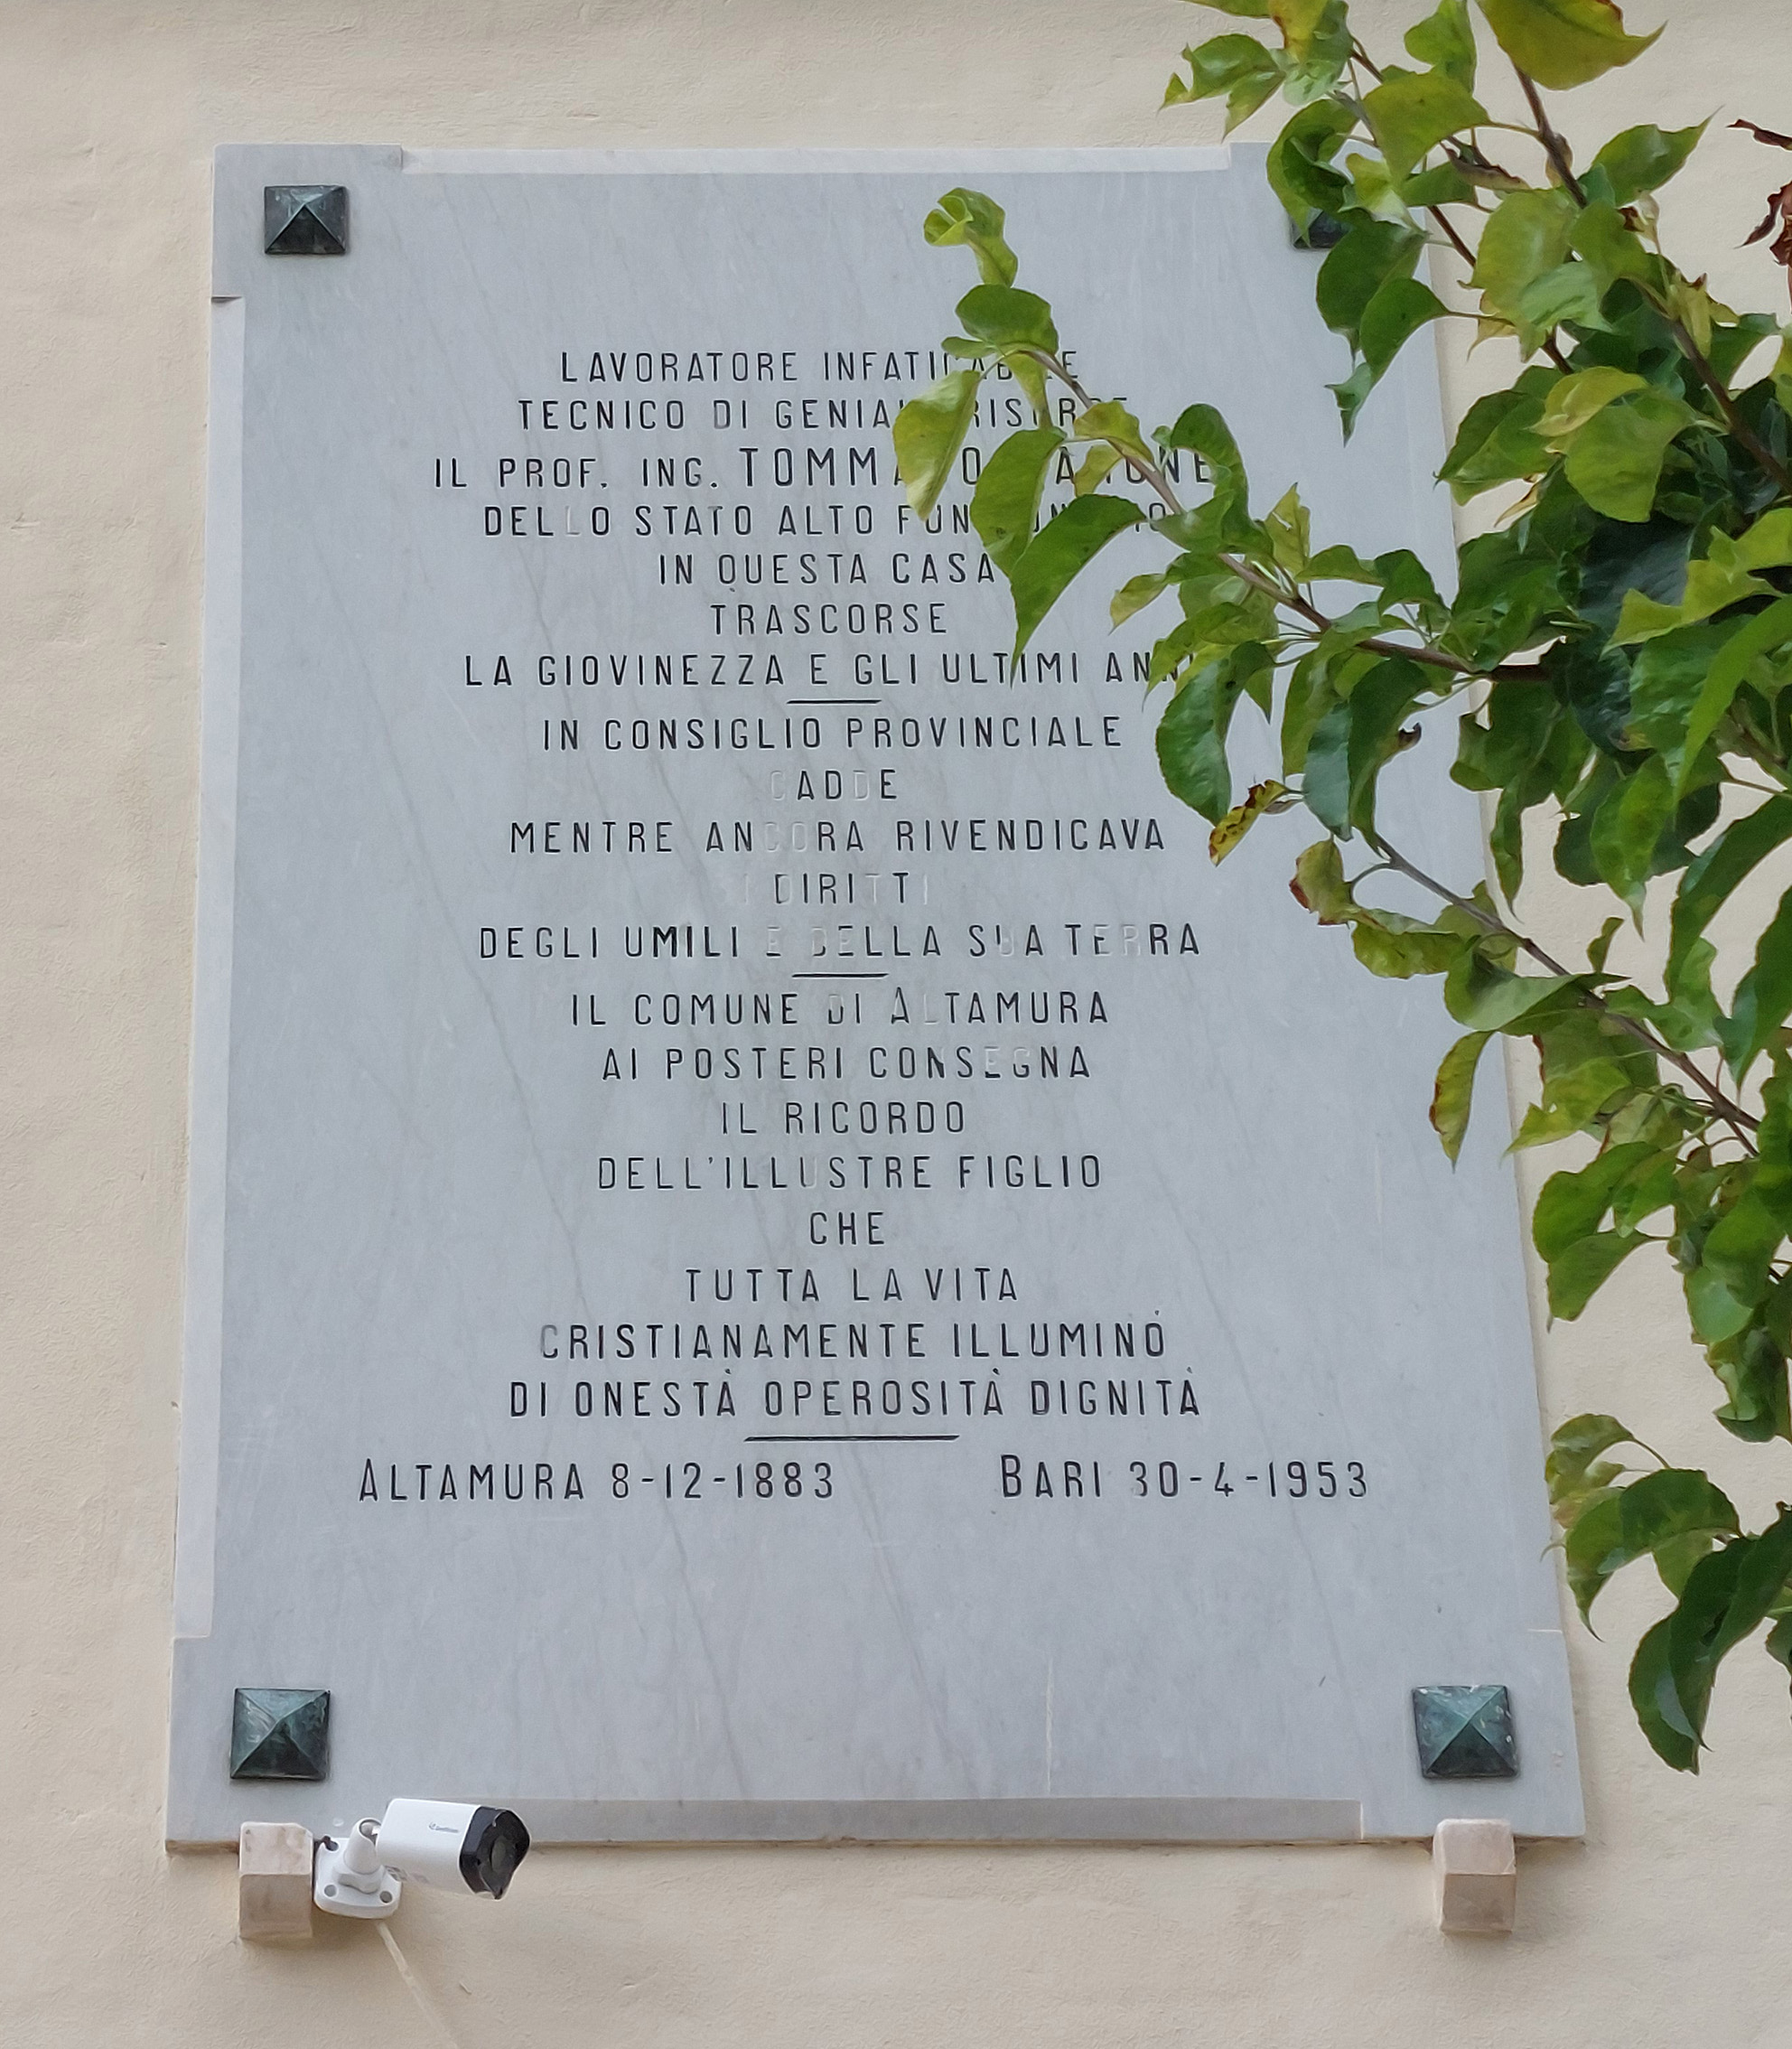 LAVORATORE INFATICABILE
TECNICO DI GENIALI RISORSE
IL PROF. ING. TOMMASO
DELLO STATO ALTO FUNZIONARIO
IN QUESTA CASA
TRASCORSE
LA GIOVINEZZA E GLI ULTIMI ANNI
IN CONSIGLIO PROVINCIALE
CADDE
MENTRE ANCORA RIVENDICAVA
I DIRITTI
DEGLI UMILI E DELLA SUA TERRA
IL COMUNE DI ALTAMURA
AI POSTERI CONSEGNA
IL RICORDO
DELL'ILLUSTRE FIGLIO
CHE
TUTTA LA VITA
CRISTIANAMENTE ILLUMINÒ
DI ONESTÀ OPEROSITÀ DIGNITÀ
ALTAMURA 8-12-1883 BARI 30-4-1953